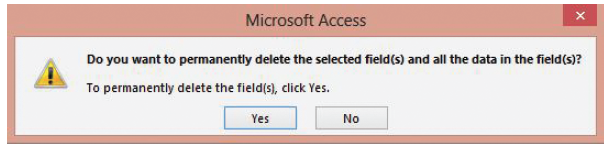 Microsoft Access
Do you want to permanently delete the selected field(s) and all the data in the field(s)?
To permanently delete the field(s), click Yes.
Yes
No